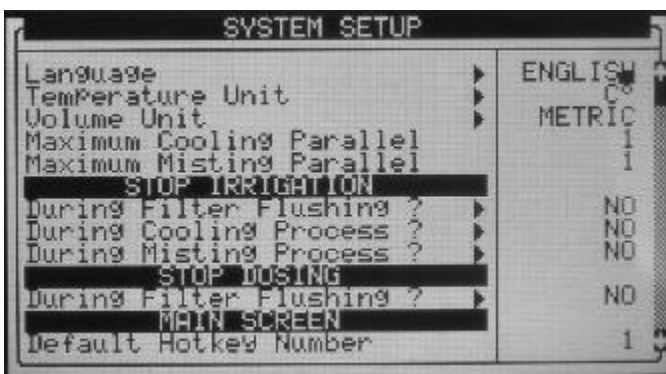 SYSTEM SETUP
Language ENGLISH
Temperature Unit C°
Volume Unit METRIC
Maximum Cooling Parallel 1
Maximum Misting Parallel 1
STOP IRRIGATION
During Filter Flushing ? NO
During Cooling Process ? NO
During Misting Process ? NO
STOP DOSING
During Filter Flushing ? NO
MAIN SCREEN
Default Hotkey Number 1